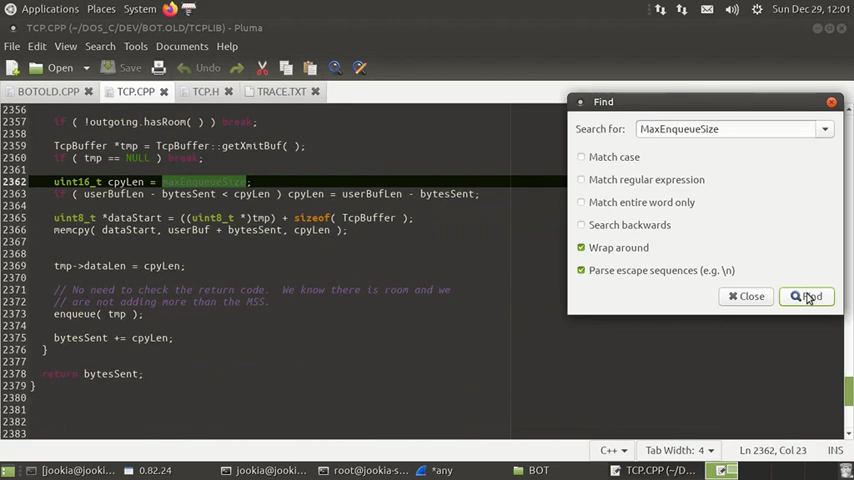 Applications Places System Sun Dec 29, 12:01
TCP.CPP (~/DOS_C/DEV/BOT.OLD/TCPLIB) - Pluma
File Edit View Search Tools Documents Help
Open Save Undo
BOTOLD.CPP TCP.CPP TCP.H TRACE.TXT
2356
2357 if ( !outgoing.hasRoom( ) ) break;
2358
2359 TcpBuffer *tmp = TcpBuffer::getXmitBuf( );
2360 if ( tmp == NULL ) break;
2361
2362 uint16_t cpyLen = maxEnqueueSize;
2363 if ( userBufLen - bytesSent < cpyLen ) cpyLen = userBufLen - bytesSent;
2364
2365 uint8_t *dataStart = ((uint8_t *)tmp) + sizeof( TcpBuffer );
2366 memcpy( dataStart, userBuf + bytesSent, cpyLen );
2367
2368
2369 tmp->dataLen = cpyLen;
2370
2371 // No need to check the return code. We know there is room and we
2372 // are not adding more than the MSS.
2373 enqueue( tmp );
2374
2375 bytesSent += cpyLen;
2376 }
2377
2378 return bytesSent;
2379 }
2380
2381
2382
2383
Find
Search for: MaxEnqueueSize
Match case
Match regular expression
Match entire word only
Search backwards
Wrap around
Parse escape sequences (e.g. \n)
Close Find
C++ Tab Width: 4 Ln 2362, Col 23 INS
[jookia@jooki... 0.82.24 jookia@jooki... root@jookia-s... *any BOT TCP.CPP (~/D...